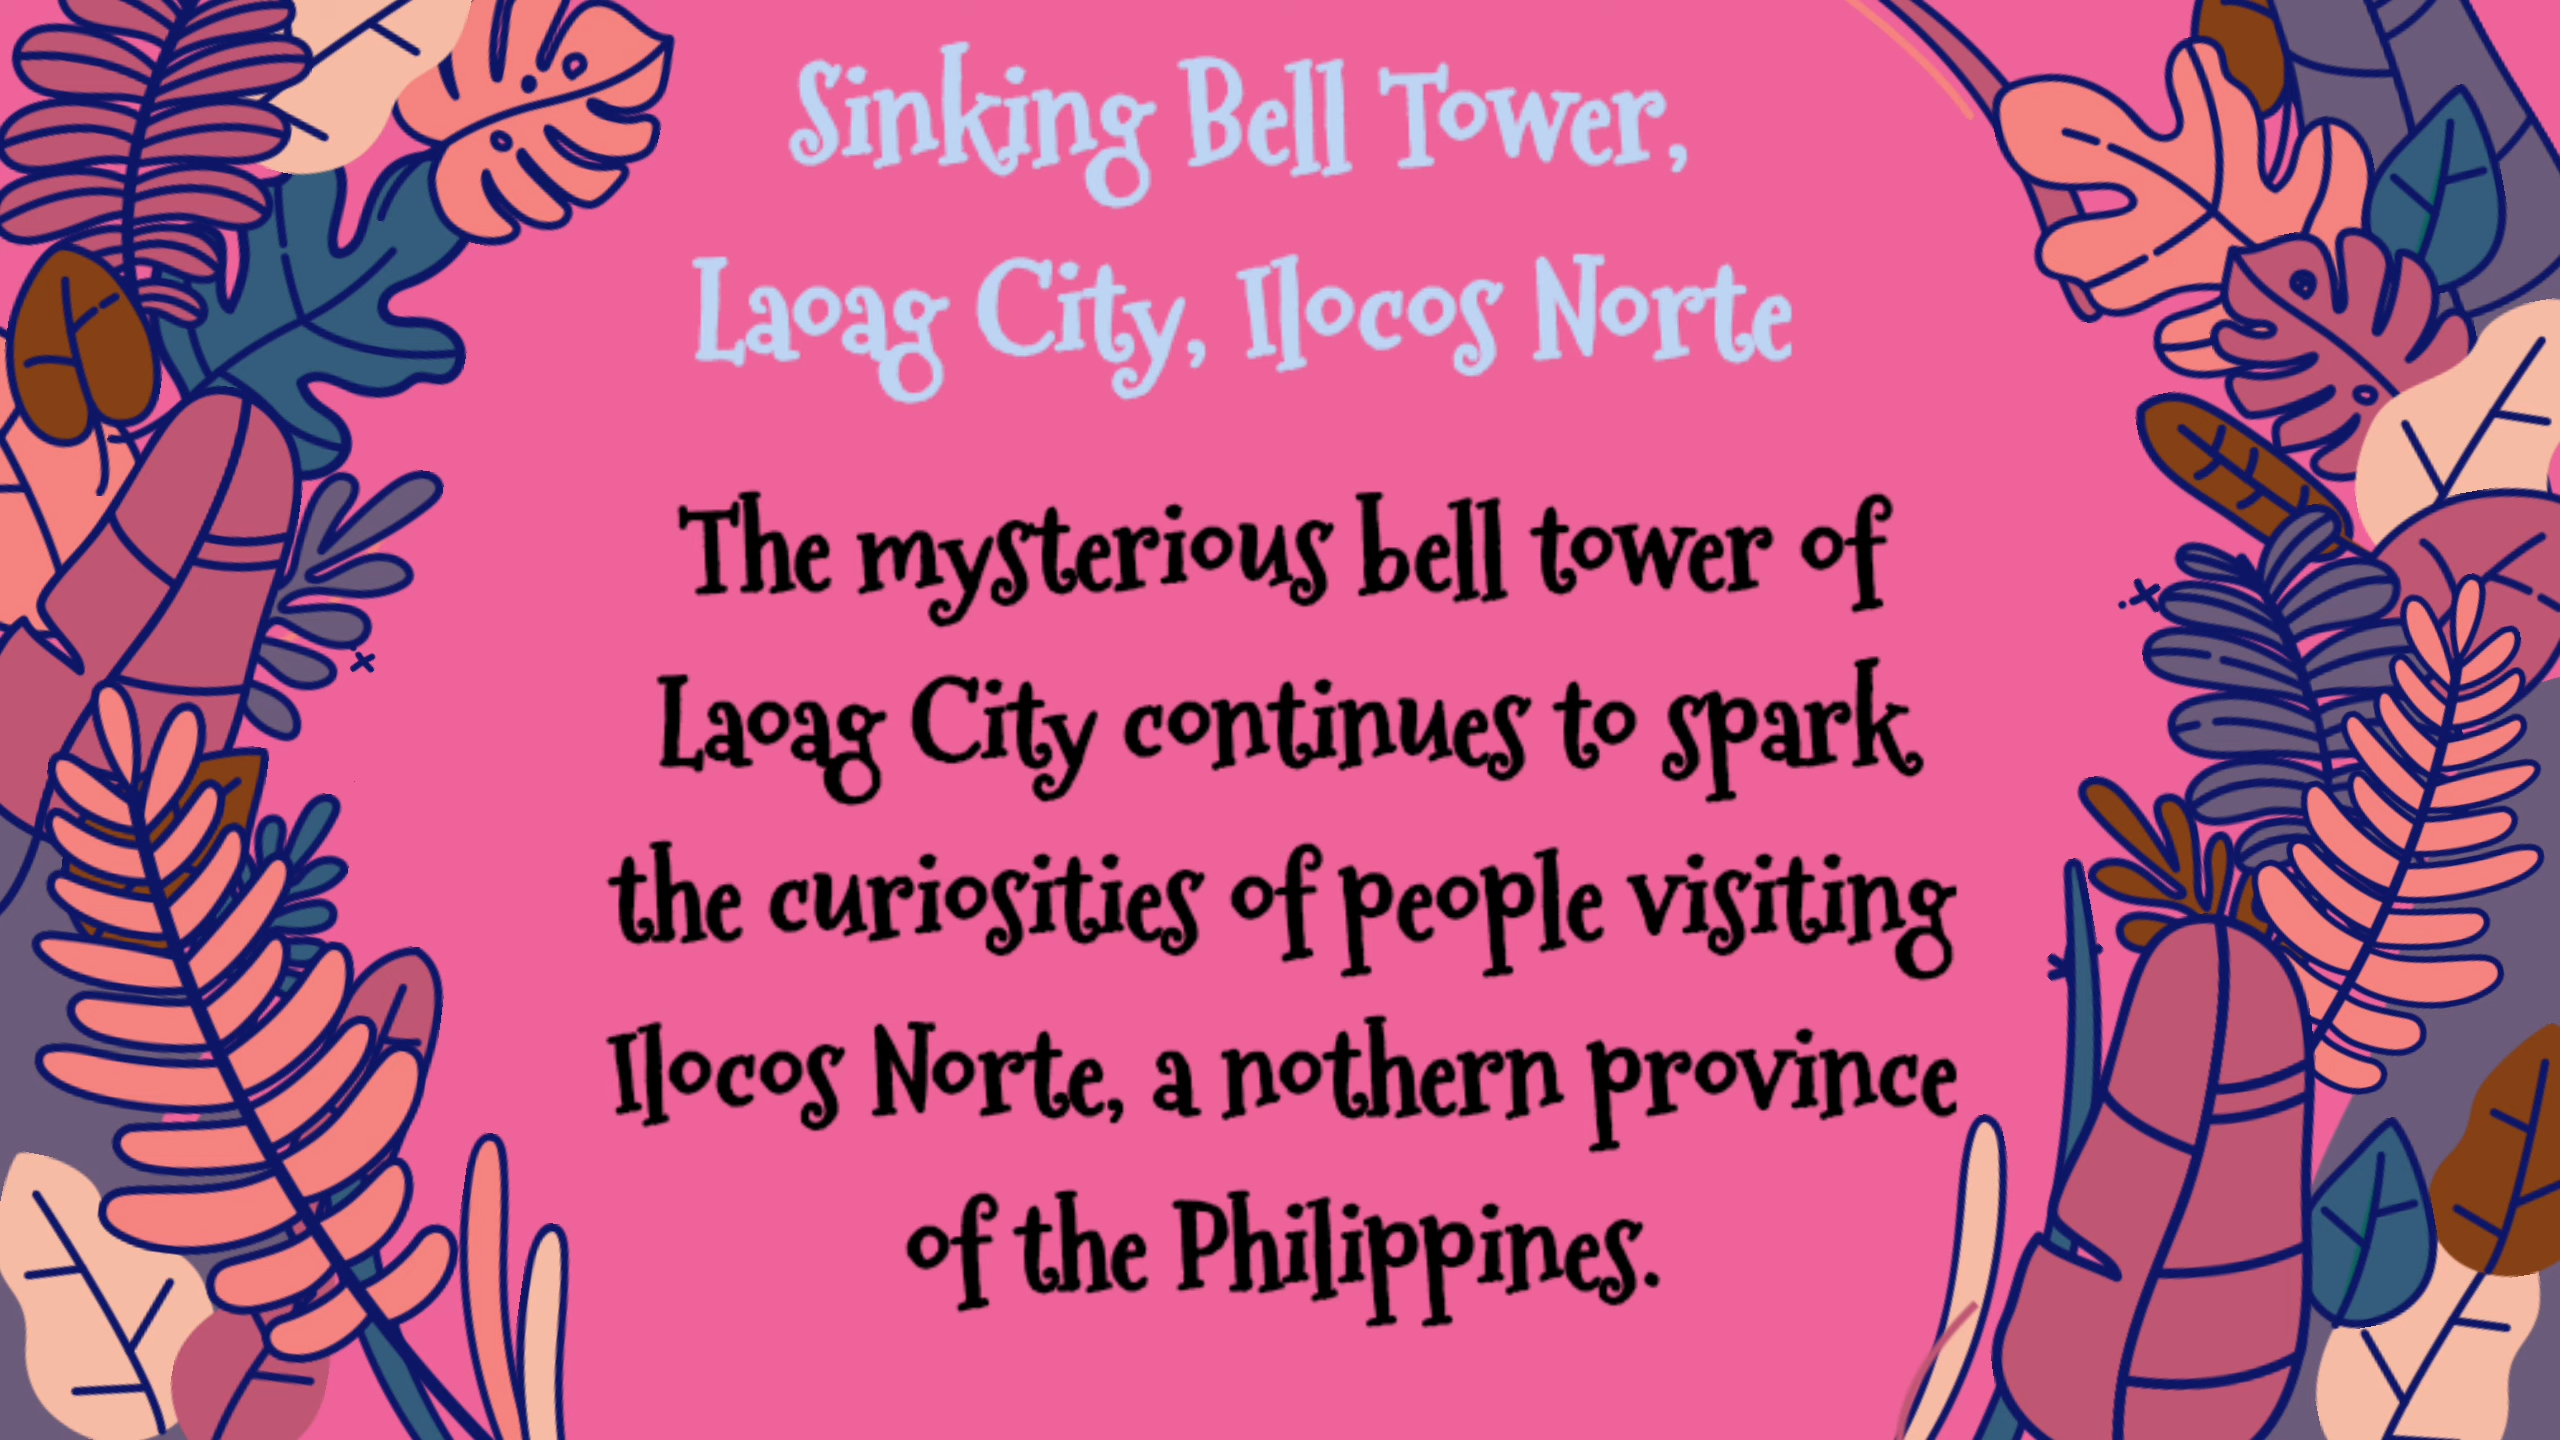 Sinking Bell Tower,
Laoag City, Ilocos Norte
The mysterious bell tower of
Laoag City continues to spark
the curiosities of people visiting
Ilocos Norte, a nothern province
of the Philippines.